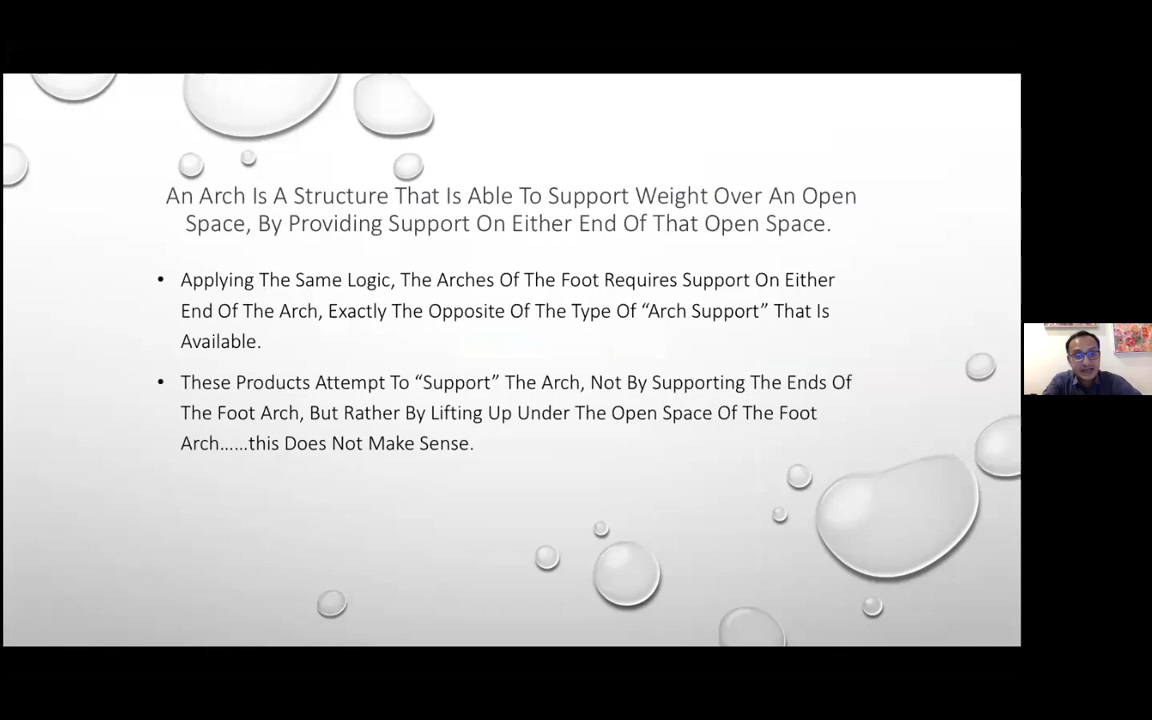 An Arch Is A Structure That Is Able To Support Weight Over An Open
Space, By Providing Support On Either End Of That Open Space.
• Applying The Same Logic, The Arches Of The Foot Requires Support On Either
End Of The Arch, Exactly The Opposite Of The Type Of “Arch Support” That Is
Available.
• These Products Attempt To “Support” The Arch, Not By Supporting The Ends Of
The Foot Arch, But Rather By Lifting Up Under The Open Space Of The Foot
Arch……this Does Not Make Sense.